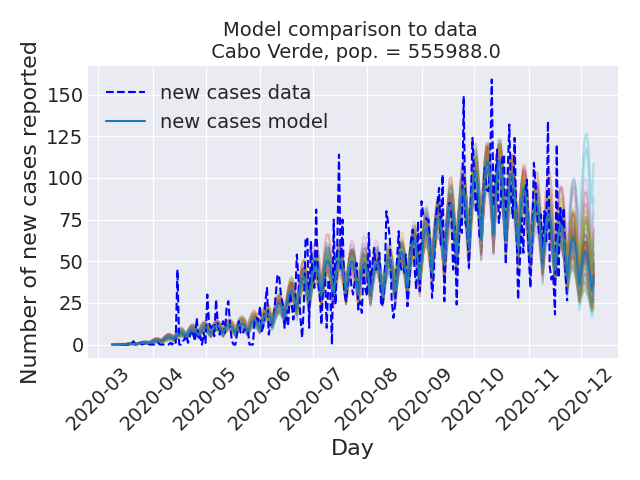 Model comparison to data
Cabo Verde, pop. = 555988.0
Number of new cases reported
150
125
100
75
50
25
0
new cases data
new cases model
2020-03
2020-04
2020-05
2020-06
2020-07
2020-08
2020-09
2020-10
2020-11
2020-12
Day